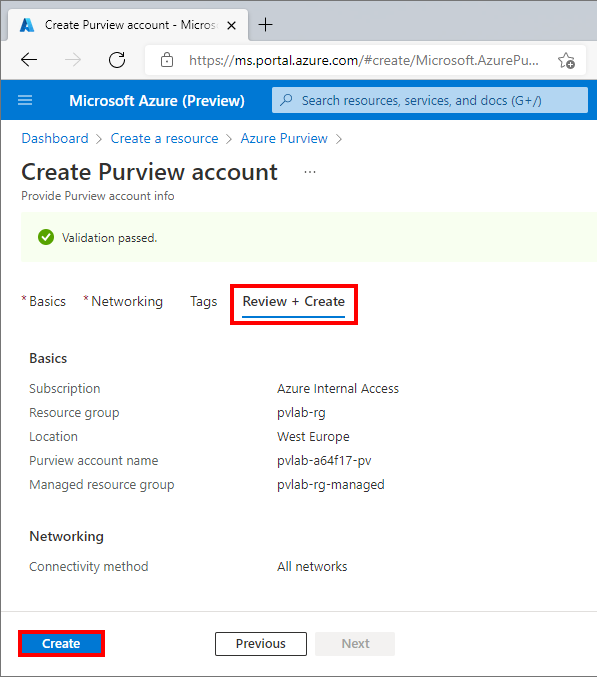 Create Purview account - Micros
https://ms.portal.azure.com/#create/Microsoft.AzurePu...
Microsoft Azure (Preview)
Search resources, services, and docs (G+/)
Dashboard > Create a resource > Azure Purview >
Create Purview account ...
Provide Purview account info
Validation passed.
* Basics * Networking Tags Review + Create
Basics
Subscription Azure Internal Access
Resource group pvlab-rg
Location West Europe
Purview account name pvlab-a64f17-pv
Managed resource group pvlab-rg-managed
Networking
Connectivity method All networks
Create Previous Next